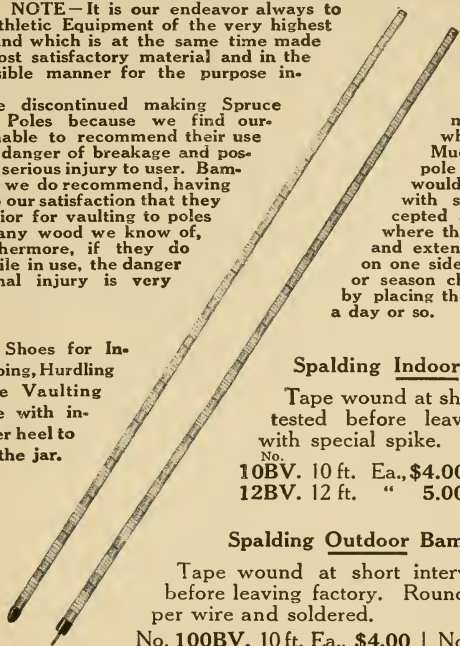 NOTE—It is our endeavor always to
thletic Equipment of the very highest
nd which is at the same time made
ost satisfactory material and in the
sible manner for the purpose in-
e discontinued making Spruce
Poles because we find our-
nable to recommend their use
danger of breakage and pos-
serious injury to user. Bam-
we do recommend, having
o our satisfaction that they
ior for vaulting to poles
any wood we know of,
hermore, if they do
ile in use, the danger
nal injury is very
Shoes for In-
ping, Hurdling
e Vaulting
e with in-
er heel to
the jar.
m
wh
Muc
pole
would
with s
cepted
where th
and exten
on one side
or season ch
by placing the
a day or so.
Spalding Indoor
Tape wound at sh
tested before leav
with special spike.
No.
10BV. 10 ft. Ea., $4.00
12BV. 12 ft. “ 5.00
Spalding Outdoor Bam
Tape wound at short interv
before leaving factory. Round
per wire and soldered.
No. 100BV. 10 ft. Ea., $4.00 | No